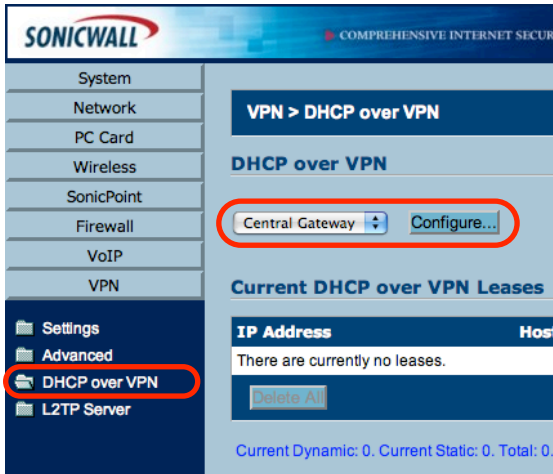 SONICWALL
COMPREHENSIVE INTERNET
System
Network
PC Card
Wireless
SonicPoint
Firewall
VoIP
VPN
Settings
Advanced
DHCP over VPN
L2TP Server
VPN > DHCP over VPN
DHCP over VPN
Central Gateway Configure...
Current DHCP over VPN Leases
IP Address
There are currently no leases.
Delete All
Current Dynamic: 0. Current Static: 0. Total: 0.